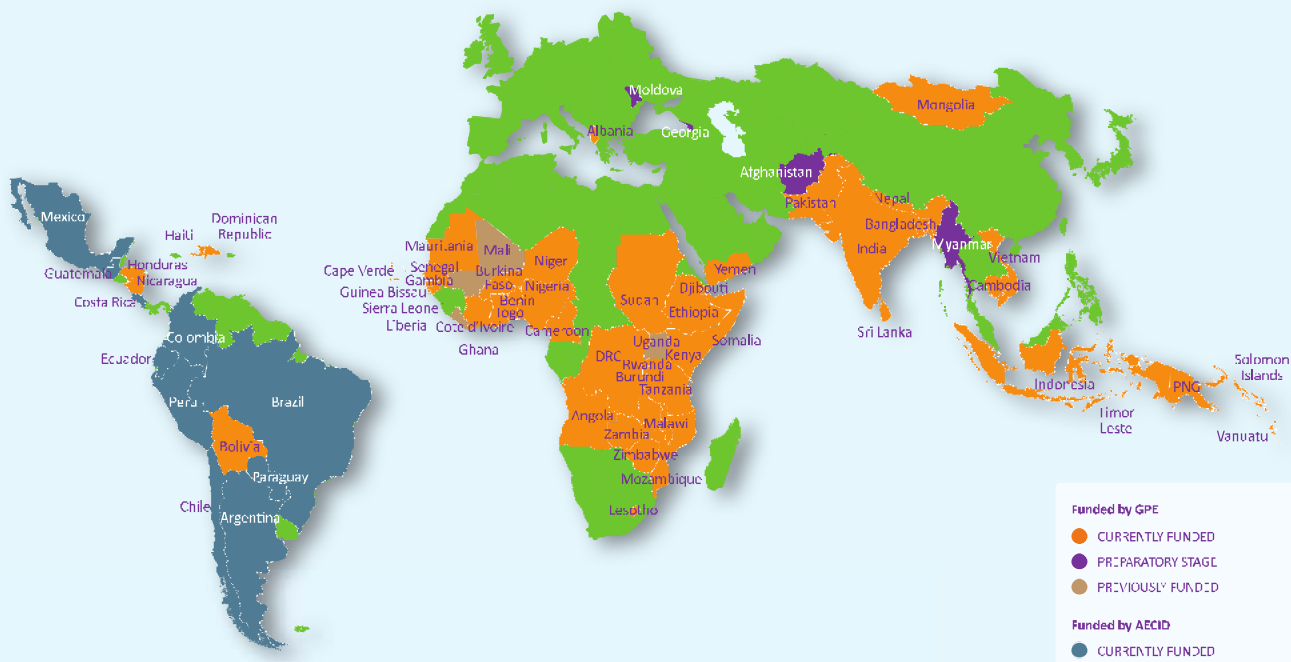 Moldova
Georgia
Albania
Mongolia
Afghanistan
Pakistan
Nepal
Bangladesh
India
Myanmar
Vietnam
Cambodia
Sri Lanka
Mexico
Haiti
Dominican
Republic
Guatemala
Honduras
Nicaragua
Costa Rica
Colombia
Ecuador
Peru
Brazil
Bolivia
Paraguay
Chile
Argentina
Mauritania
Mali
Niger
Cape Verde
Senegal
Gambia
Burkina
Faso
Guinea Bissau
Nigeria
Sierra Leone
Benin
Togo
Liberia
Cote d'Ivoire
Cameroon
Ghana
Sudan
Yemen
Djibouti
Ethiopia
Somalia
Uganda
Kenya
DRC
Rwanda
Burundi
Tanzania
Angola
Malawi
Zambia
Zimbabwe
Mozambique
Lesotho
Indonesia
Timor
Leste
PNG
Solomon
Islands
Vanuatu
Funded by GPE
CURRENTLY FUNDED
PREPARATORY STAGE
PREVIOUSLY FUNDED
Funded by AECID
CURRENTLY FUNDED